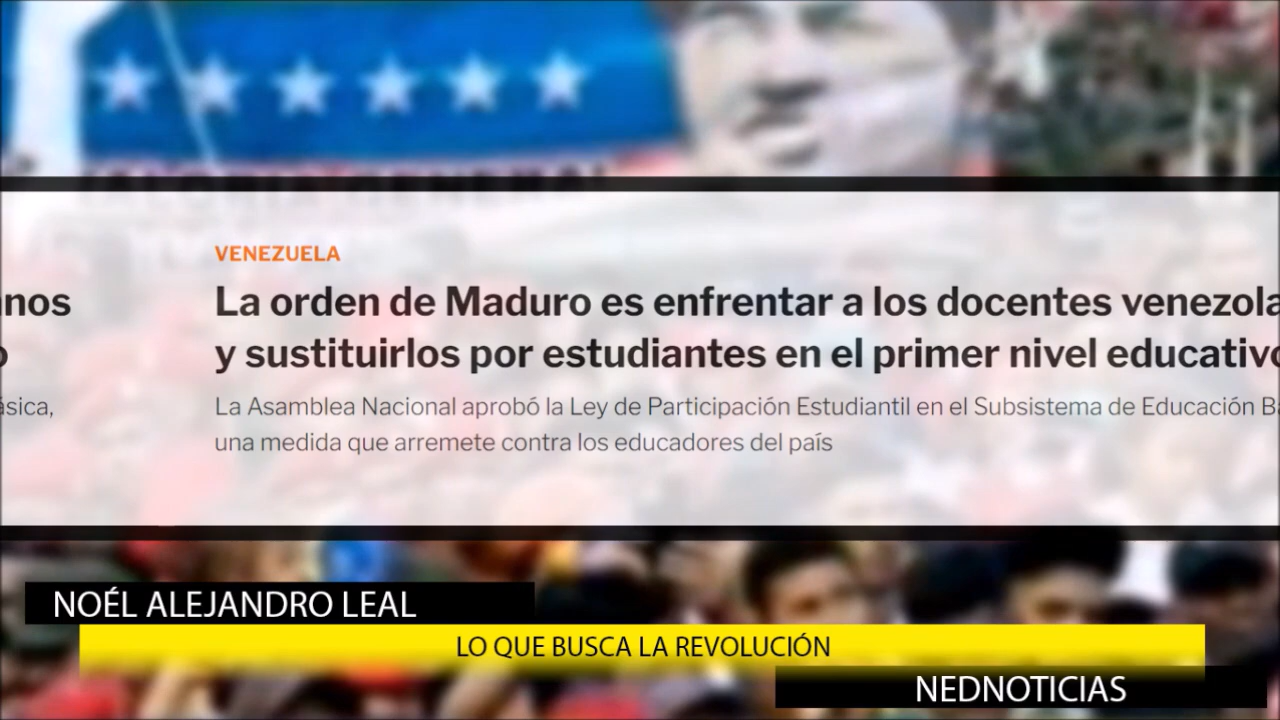 VENEZUELA
nos
La orden de Maduro es enfrentar a los docentes venezola
y sustituirlos por estudiantes en el primer nivel educativo
ásica,
La Asamblea Nacional aprobó la Ley de Participación Estudiantil en el Subsistema de Educación B
una medida que arremete contra los educadores del país
NOÉL ALEJANDRO LEAL
LO QUE BUSCA LA REVOLUCIÓN
NEDNOTICIAS